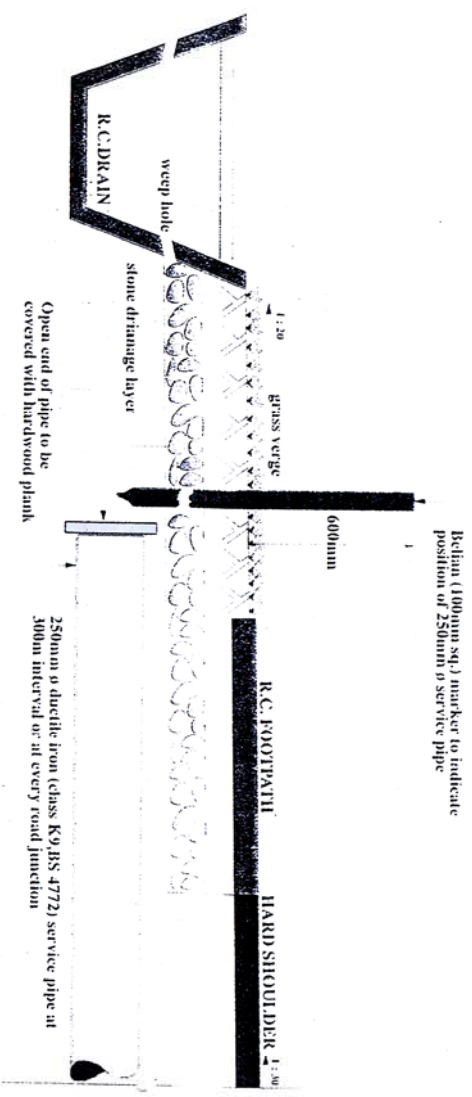 Belian (100mm sq.) marker to indicate
position of 250mm ø service pipe
600mm
1 : 20
grass verge
R.C. FOOTPATH
HARD SHOULDER
1 : 30
weep hole
R.C.DRAIN
stone drianage layer
Open end of pipe to be
covered with hardwood plank
250mm ø ductile iron (class K9,BS 4772) service pipe at
300m interval or at every road junction